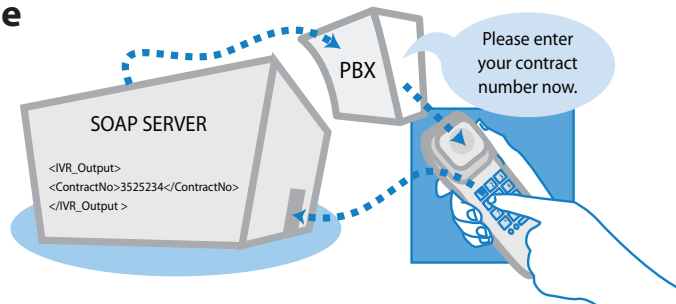 e
PBX
Please enter
your contract
number now.
SOAP SERVER
<IVR_Output>
<ContractNo>3525234</ContractNo>
</IVR_Output >